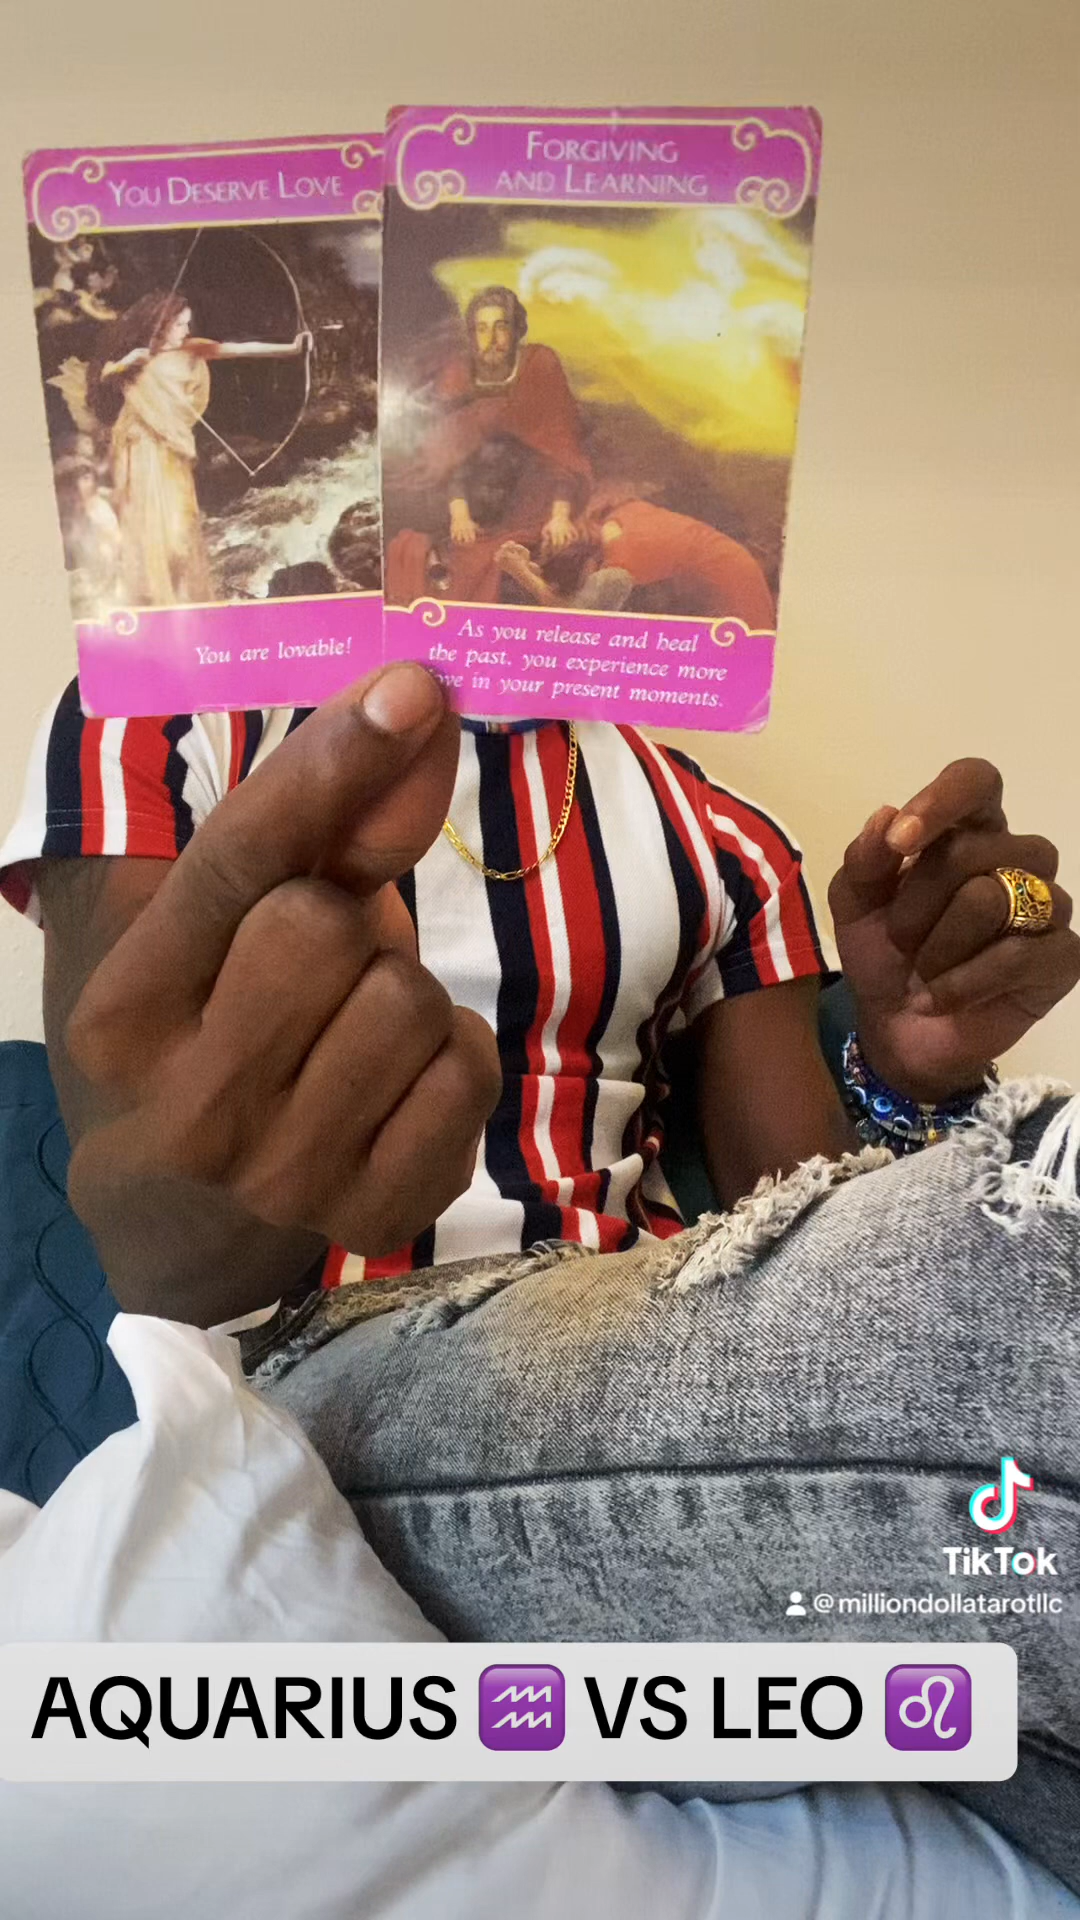 YOU DESERVE LOVE
You are lovable!
FORGIVING
AND LEARNING
As you release and heal
the past, you experience more
in your present moments.
TikTok
@milliondollatarotllc
AQUARIUS ♒ VS LEO ♌